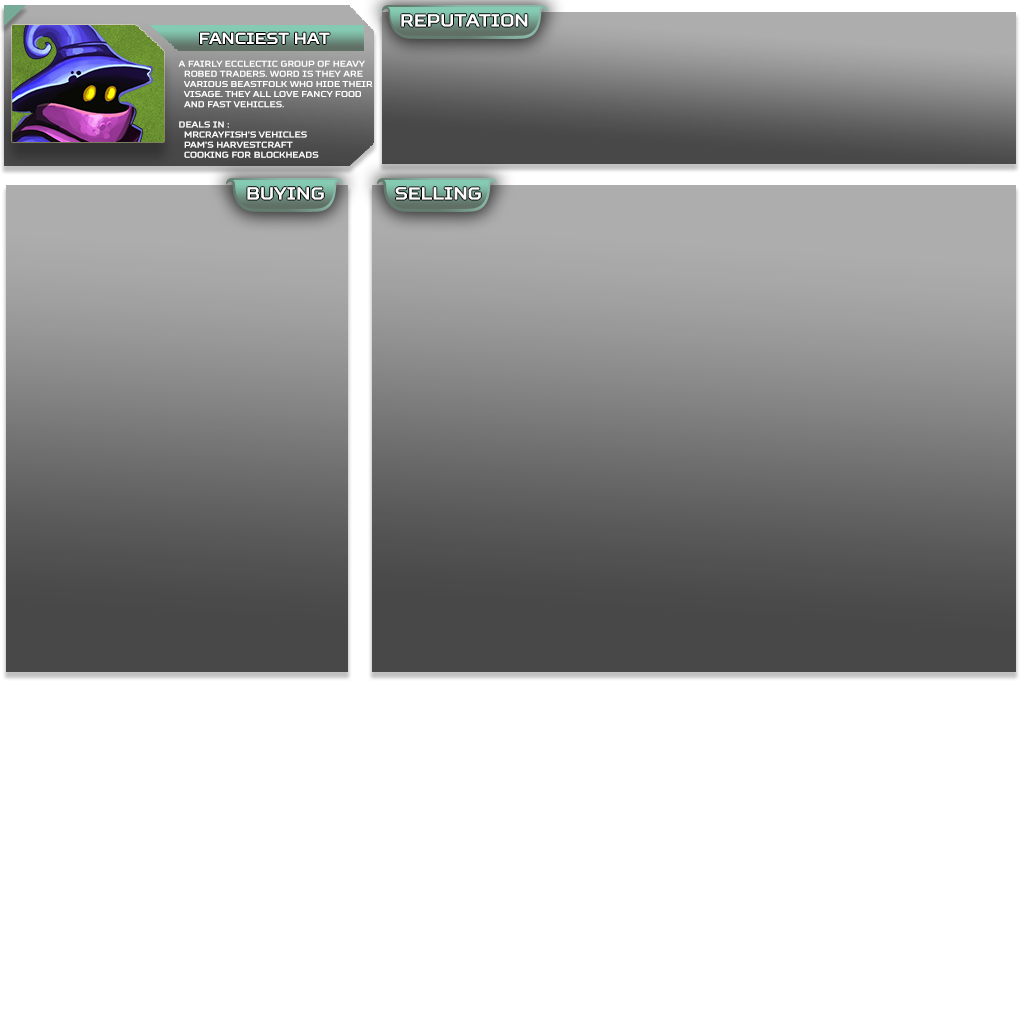 FANCIEST HAT
A FAIRLY ECCLECTIC GROUP OF HEAVY
ROBED TRADERS. WORD IS THEY ARE
VARIOUS BEASTFOLK WHO HIDE THEIR
VISAGE. THEY ALL LOVE FANCY FOOD
AND FAST VEHICLES.
DEALS IN :
MRCRAYFISH'S VEHICLES
PAM'S HARVESTCRAFT
COOKING FOR BLOCKHEADS
REPUTATION
BUYING
SELLING